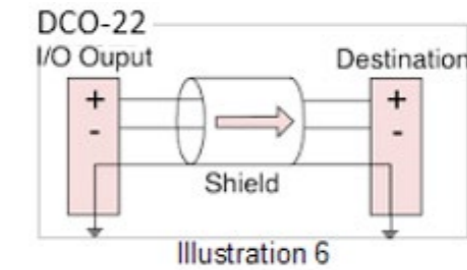 DCO-22
I/O Ouput
Destination
+
-
+
-
Shield
Illustration 6